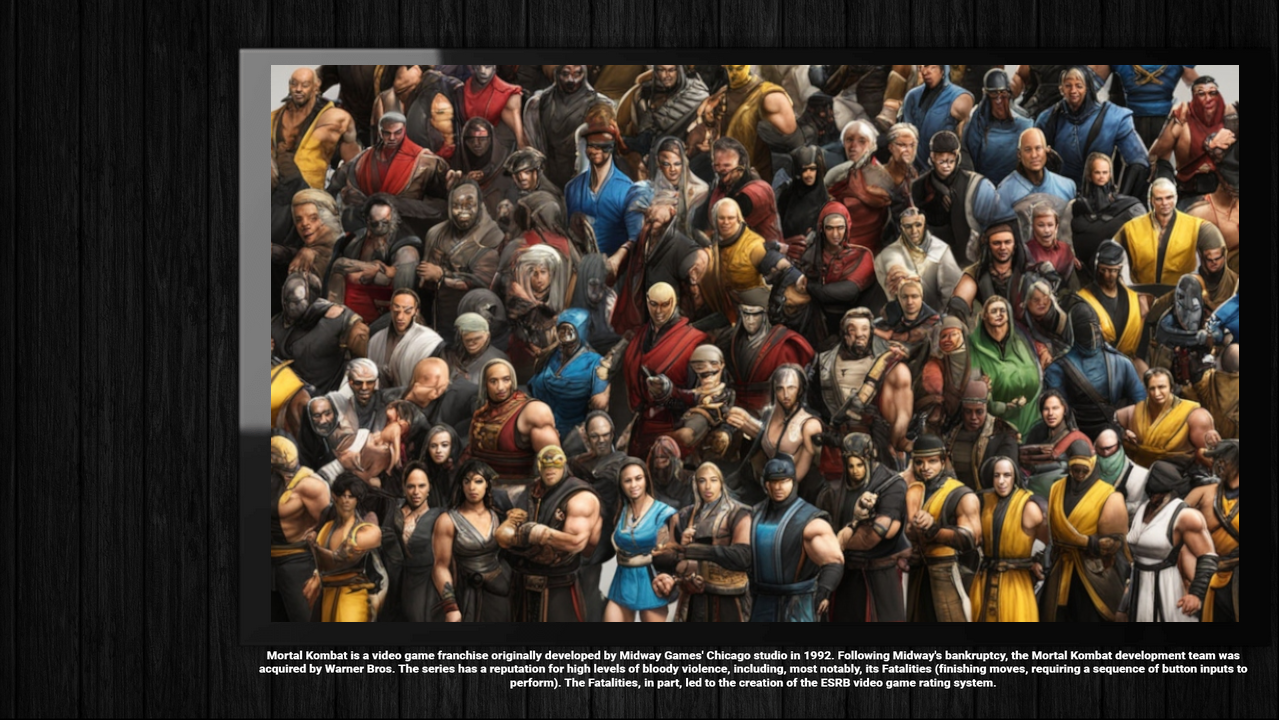 Mortal Kombat is a video game franchise originally developed by Midway Games' Chicago studio in 1992. Following Midway's bankruptcy, the Mortal Kombat development team was
acquired by Warner Bros. The series has a reputation for high levels of bloody violence, including, most notably, its Fatalities (finishing moves, requiring a sequence of button inputs to
perform). The Fatalities, in part, led to the creation of the ESRB video game rating system.